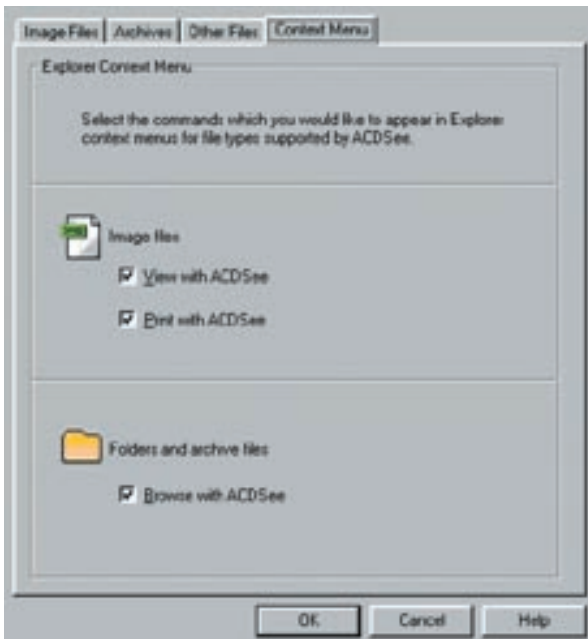 Image Files Archives Other Files Context Menu
Explorer Context Menu
Select the commands which you would like to appear in Explorer
context menus for file types supported by ACDSee.
Image files
View with ACDSee
Print with ACDSee
Folders and archive files
Browse with ACDSee
OK Cancel Help